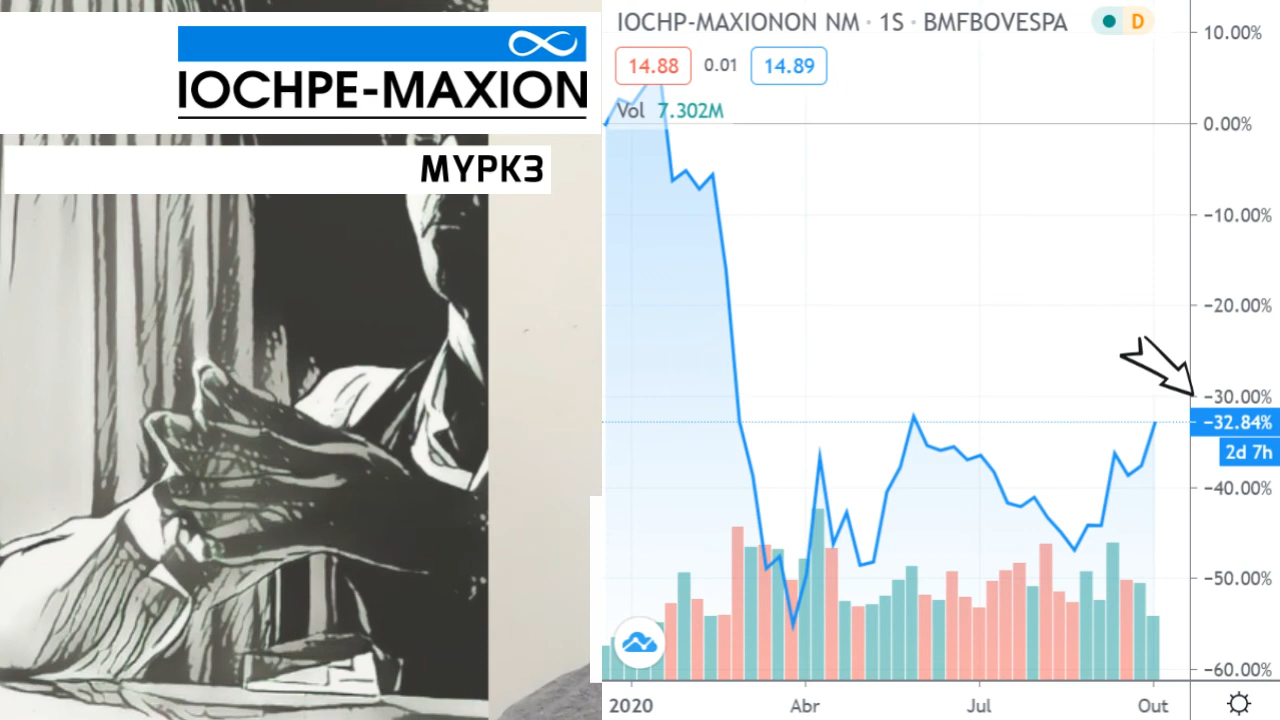 IOCHPE-MAXION
MYPK3
IOCHP-MAXIONON NM · 1S · BMFBOVESPA
D
14.88 0.01 14.89
Vol 7.302M
10.00%
0.00%
−10.00%
−20.00%
−30.00%
−32.84%
2d 7h
−40.00%
−50.00%
−60.00%
2020 Abr Jul Out